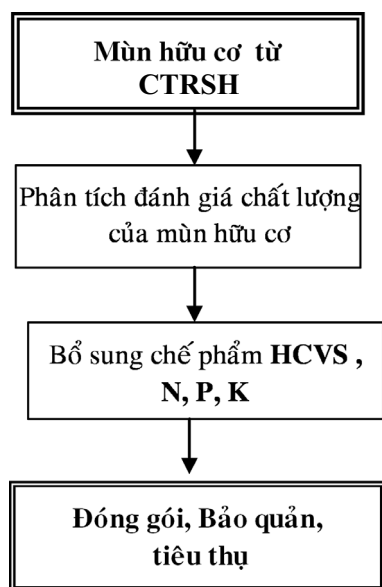 Mùn hữu cơ từ
CTRSH
Phân tích đánh giá chất lượng
của mùn hữu cơ
Bổ sung chế phẩm HCVS ,
N, P, K
Đóng gói, Bảo quản,
tiêu thụ